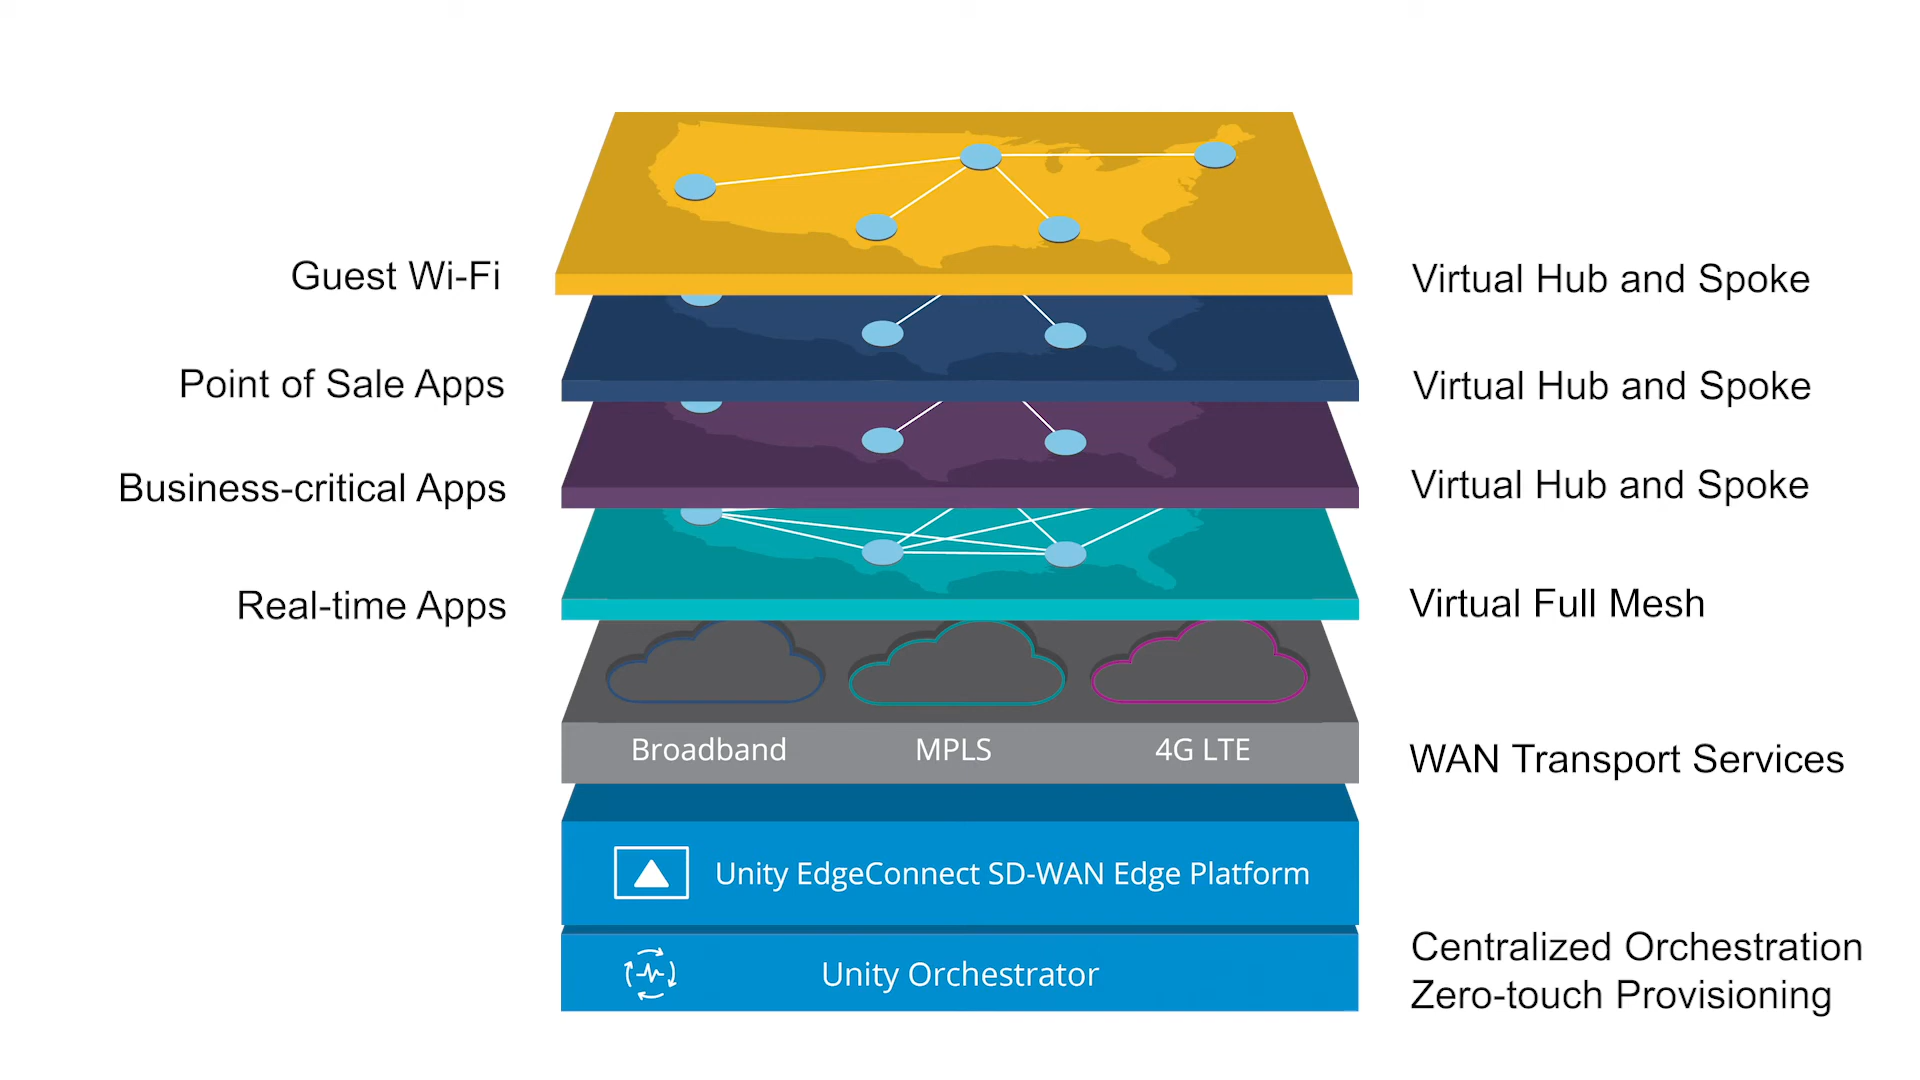 Guest Wi-Fi
Virtual Hub and Spoke
Point of Sale Apps
Virtual Hub and Spoke
Business-critical Apps
Virtual Hub and Spoke
Real-time Apps
Virtual Full Mesh
Broadband
MPLS
4G LTE
WAN Transport Services
Unity EdgeConnect SD-WAN Edge Platform
Unity Orchestrator
Centralized Orchestration
Zero-touch Provisioning